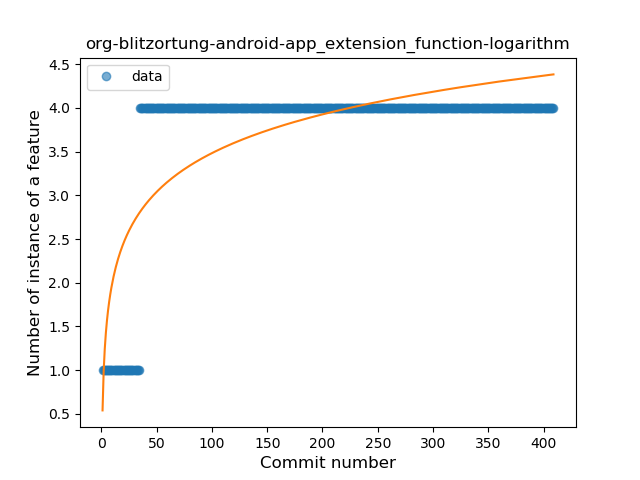 org-blitzortung-android-app_extension_function-logarithm
data
Number of instance of a feature
4.5
4.0
3.5
3.0
2.5
2.0
1.5
1.0
0.5
0 50 100 150 200 250 300 350 400
Commit number